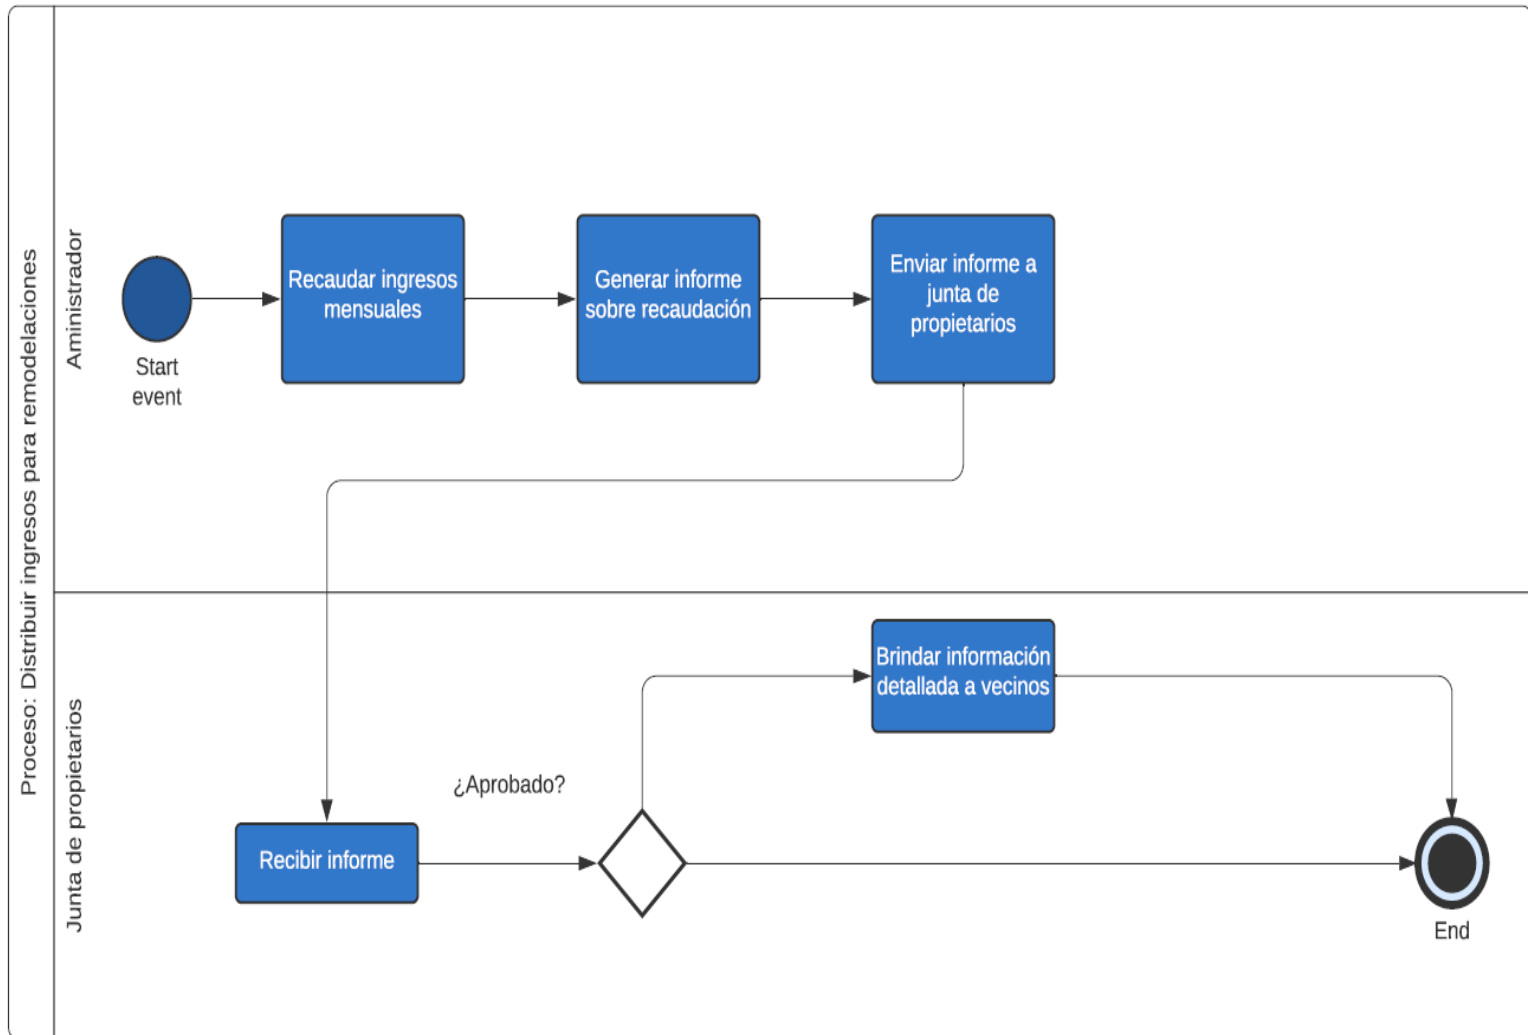 Proceso: Distribuir ingresos para remodelaciones
Aministrador
Start
event
Recaudar ingresos
mensuales
Generar informe
sobre recaudación
Enviar informe a
junta de
propietarios
Junta de propietarios
Recibir informe
¿Aprobado?
Brindar información
detallada a vecinos
End